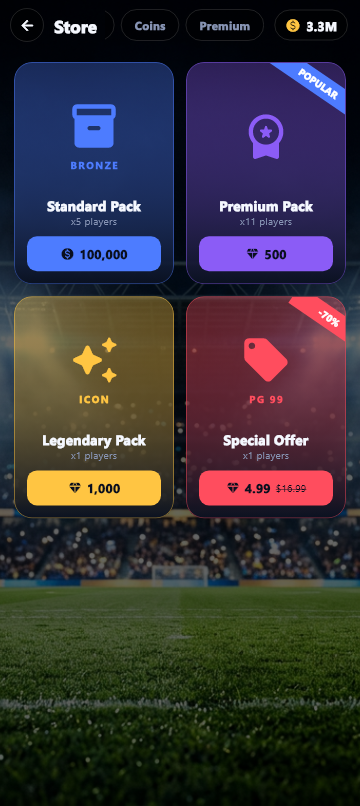 Store
Coins
Premium
3.3M
POPULAR
BRONZE
Standard Pack
x5 players
100,000
Premium Pack
x11 players
500
-70%
ICON
Legendary Pack
x1 players
1,000
PG 99
Special Offer
x1 players
4.99 $16.99